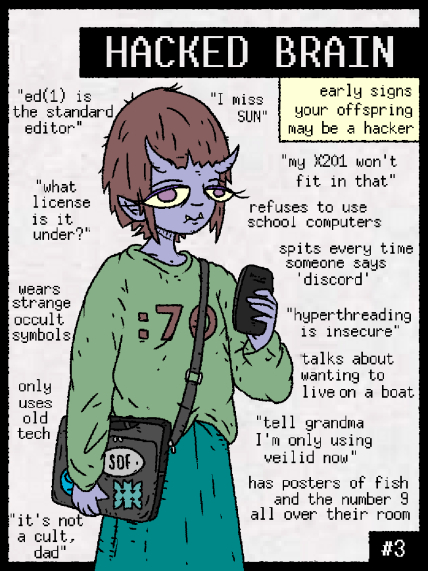 HACKED BRAIN
early signs
your offspring
may be a hacker
"ed(1) is
the standard
editor"
"I miss
SUN"
"my X201 won't
fit in that"
"what
license
is it
under?"
refuses to use
school computers
spits every time
someone says
'discord'
wears
strange
occult
symbols
:70
"hyperthreading
is insecure"
talks about
wanting to
live on a boat
only
uses
old
tech
"tell grandma
I'm only using
veilid now"
SDF.
has posters of fish
and the number 9
all over their room
"it's not
a cult,
dad"
#3